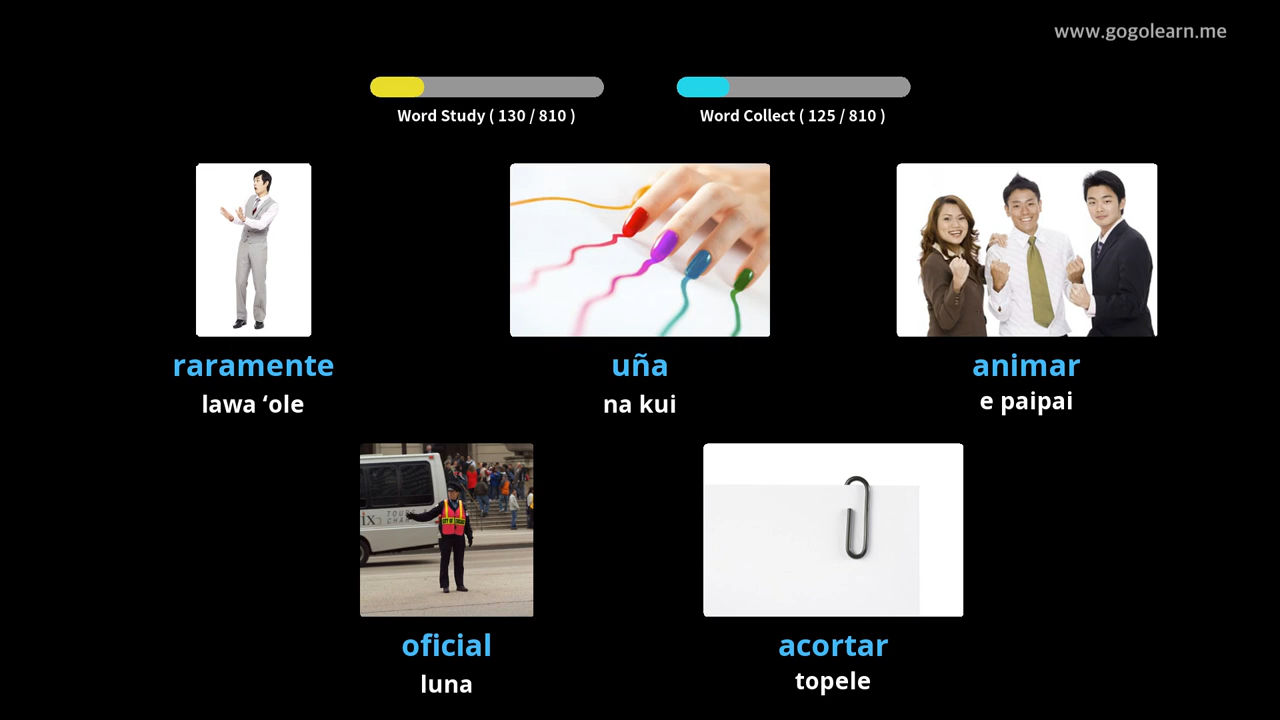 www.gogolearn.me
Word Study ( 130 / 810 )
Word Collect ( 125 / 810 )
raramente
lawa ‘ole
uña
na kui
animar
e paipai
oficial
luna
acortar
topele